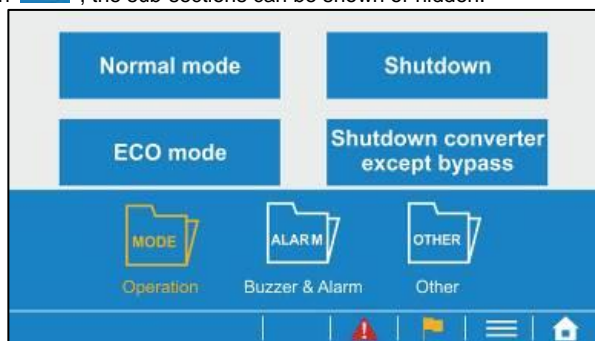 , the sub-sections can be shown or hidden.
Normal mode
Shutdown
ECO mode
Shutdown converter
except bypass
MODE
ALARM
OTHER
Operation
Buzzer & Alarm
Other